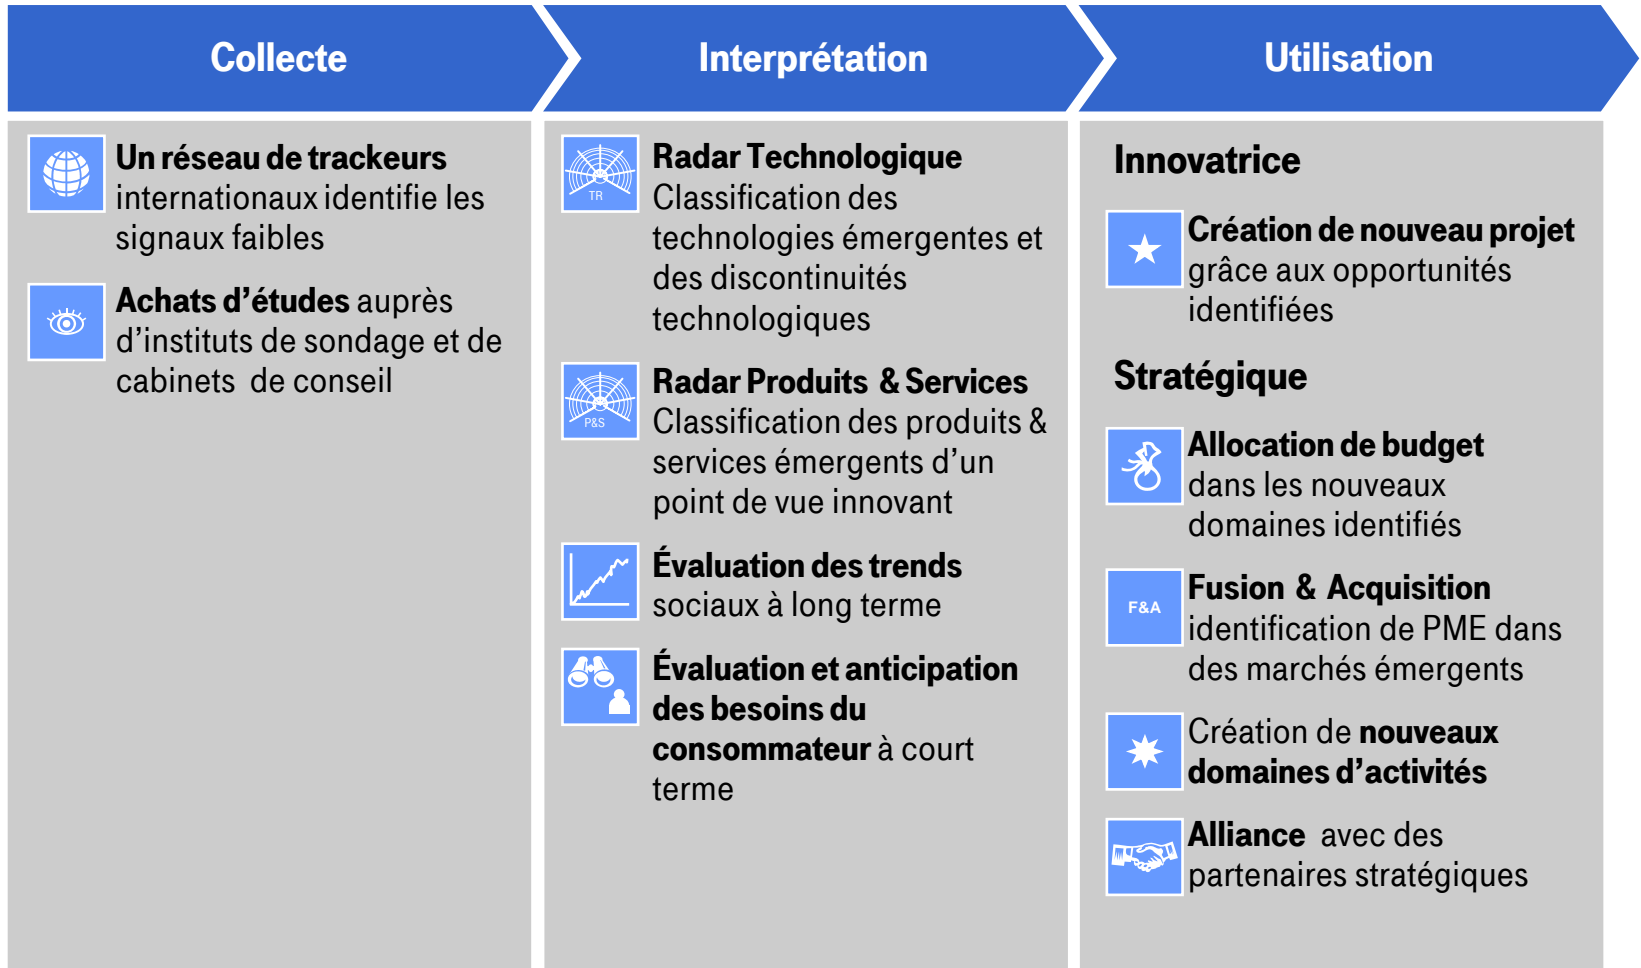 Collecte
Un réseau de trackeurs
internationaux identifie les
signaux faibles
Achats d’études auprès
d’instituts de sondage et de
cabinets de conseil
Interprétation
TR
Radar Technologique
Classification des
technologies émergentes et
des discontinuités
technologiques
P&S
Radar Produits & Services
Classification des produits &
services émergents d’un
point de vue innovant
Évaluation des trends
sociaux à long terme
Évaluation et anticipation
des besoins du
consommateur à court
terme
Utilisation
Innovatrice
Création de nouveau projet
grâce aux opportunités
identifiées
Stratégique
Allocation de budget
dans les nouveaux
domaines identifiés
F&A
Fusion & Acquisition
identification de PME dans
des marchés émergents
Création de nouveaux
domaines d’activités
Alliance avec des
partenaires stratégiques